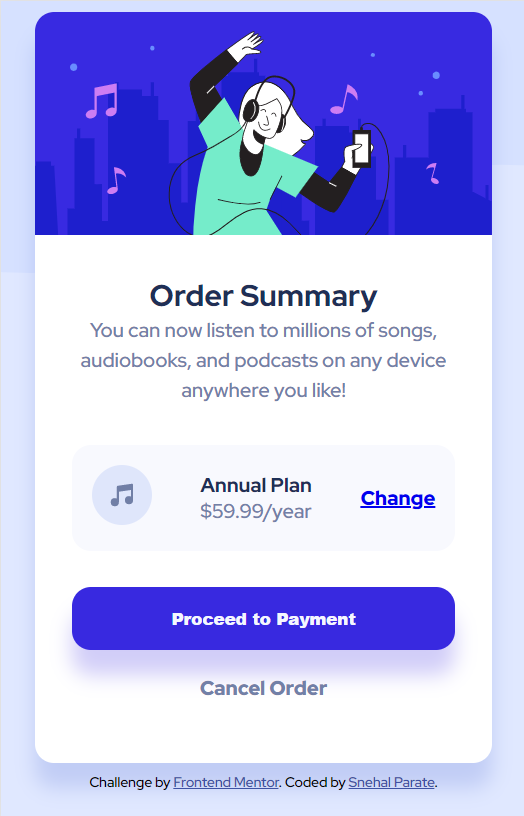 Order Summary
You can now listen to millions of songs,
audiobooks, and podcasts on any device
anywhere you like!
Annual Plan
$59.99/year
Change
Proceed to Payment
Cancel Order
Challenge by Frontend Mentor. Coded by Snehal Parate.